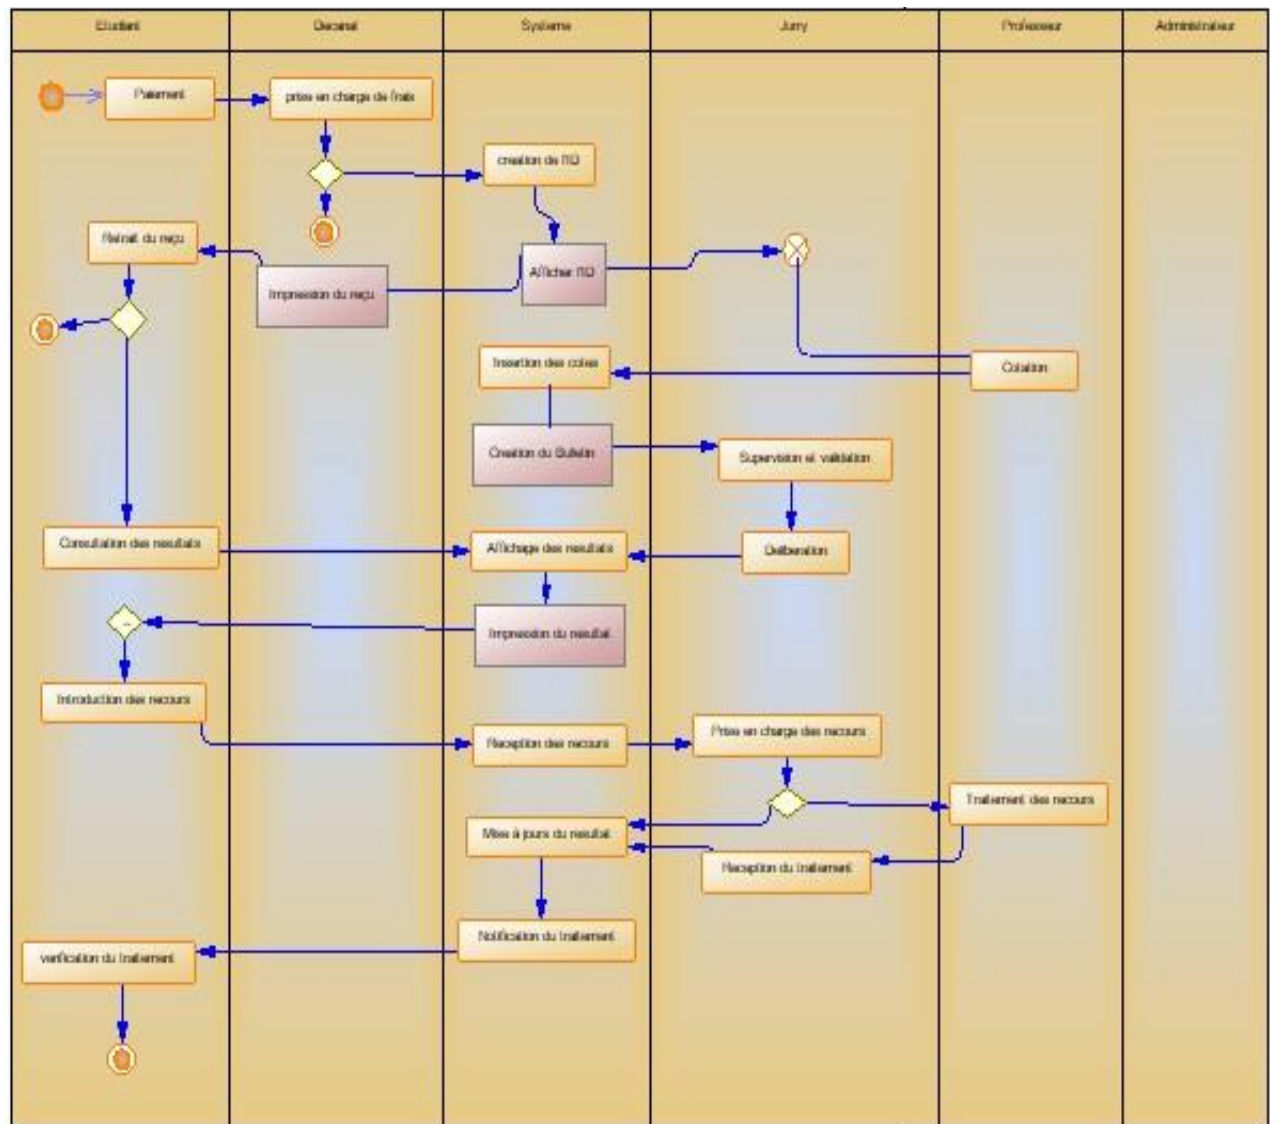 Etudiant
Decanat
Systeme
Jurry
Professeur
Administrateur
Paiement
prise en charge de frais
creation de l'ID
Retrait du reçu
Impression du reçu
Afficher l'ID
Insertion des cotes
Cotation
Creation du Bulletin
Supervision et validation
Consultation des resultats
Affichage des resultats
Deliberation
Impression du resultat
Introduction des recours
Reception des recours
Prise en charge des recours
Traitement des recours
Mise à jours du resultat
Reception du traitement
Notification du traitement
verification du traitement